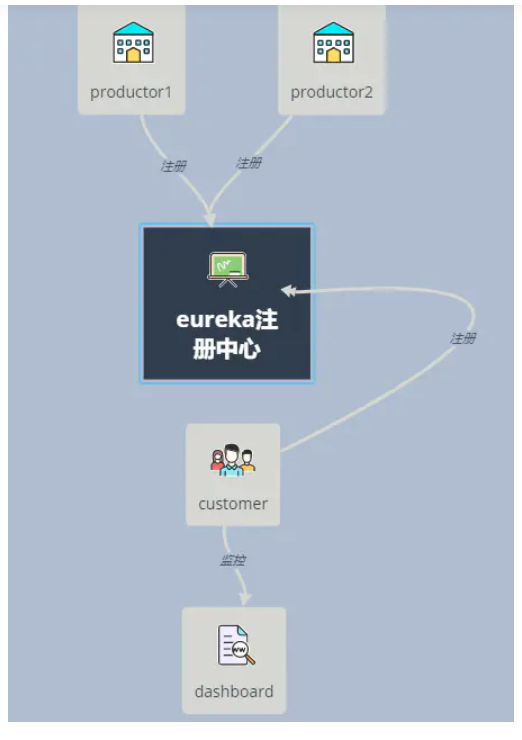 productor1
productor2
注册
注册
eureka注
册中心
注册
customer
监控
dashboard